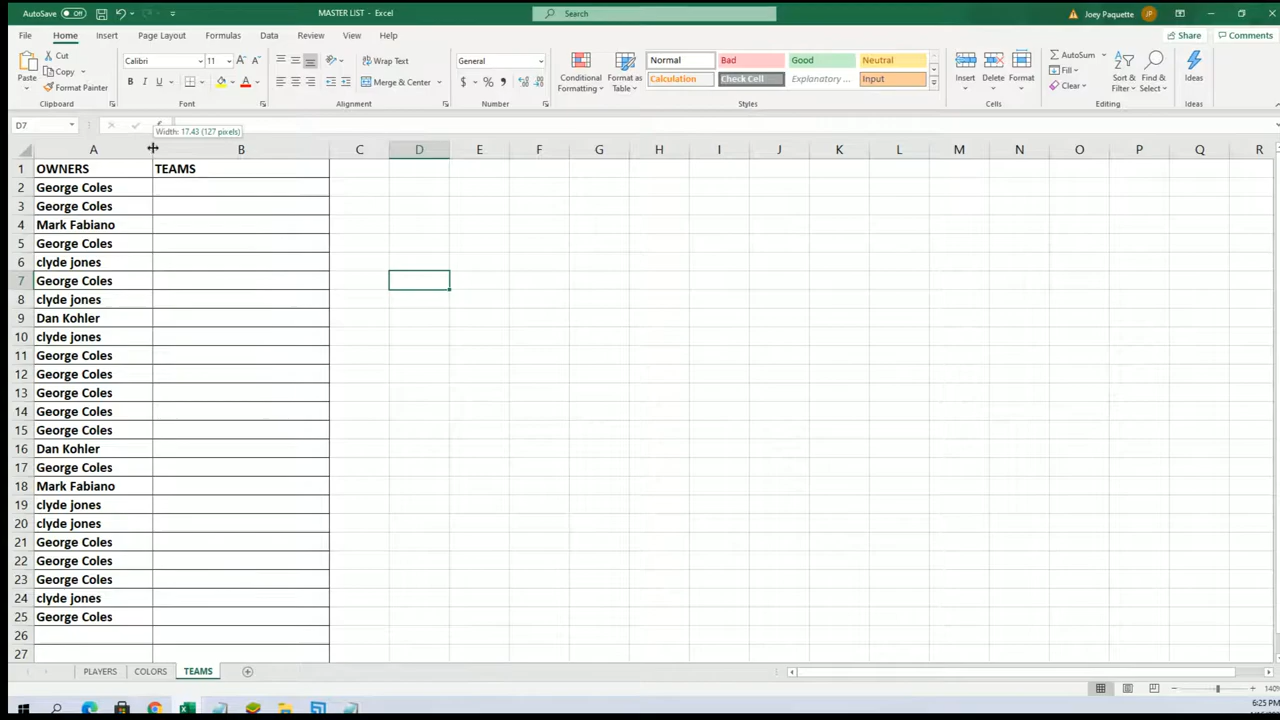 AutoSave Off MASTER LIST - Excel Search Joey Paquette JP
File Home Insert Page Layout Formulas Data Review View Help Share Comments
Cut Calibri 11 Wrap Text General Normal Bad Good Neutral AutoSum
Copy Fill
Paste Format Painter B I U A Merge & Center $ % Conditional Formatting Format as Table Calculation Check Cell Explanatory ... Input Insert Delete Format Clear Sort & Filter Find & Select Ideas
Clipboard Font Alignment Number Styles Cells Editing Ideas
D7 Width: 17.43 (127 pixels)
A B C D E F G H I J K L M N O P Q R
1 OWNERS TEAMS
2 George Coles
3 George Coles
4 Mark Fabiano
5 George Coles
6 clyde jones
7 George Coles
8 clyde jones
9 Dan Kohler
10 clyde jones
11 George Coles
12 George Coles
13 George Coles
14 George Coles
15 George Coles
16 Dan Kohler
17 George Coles
18 Mark Fabiano
19 clyde jones
20 clyde jones
21 George Coles
22 George Coles
23 George Coles
24 clyde jones
25 George Coles
26
27
PLAYERS COLORS TEAMS
140%
6:25 PM